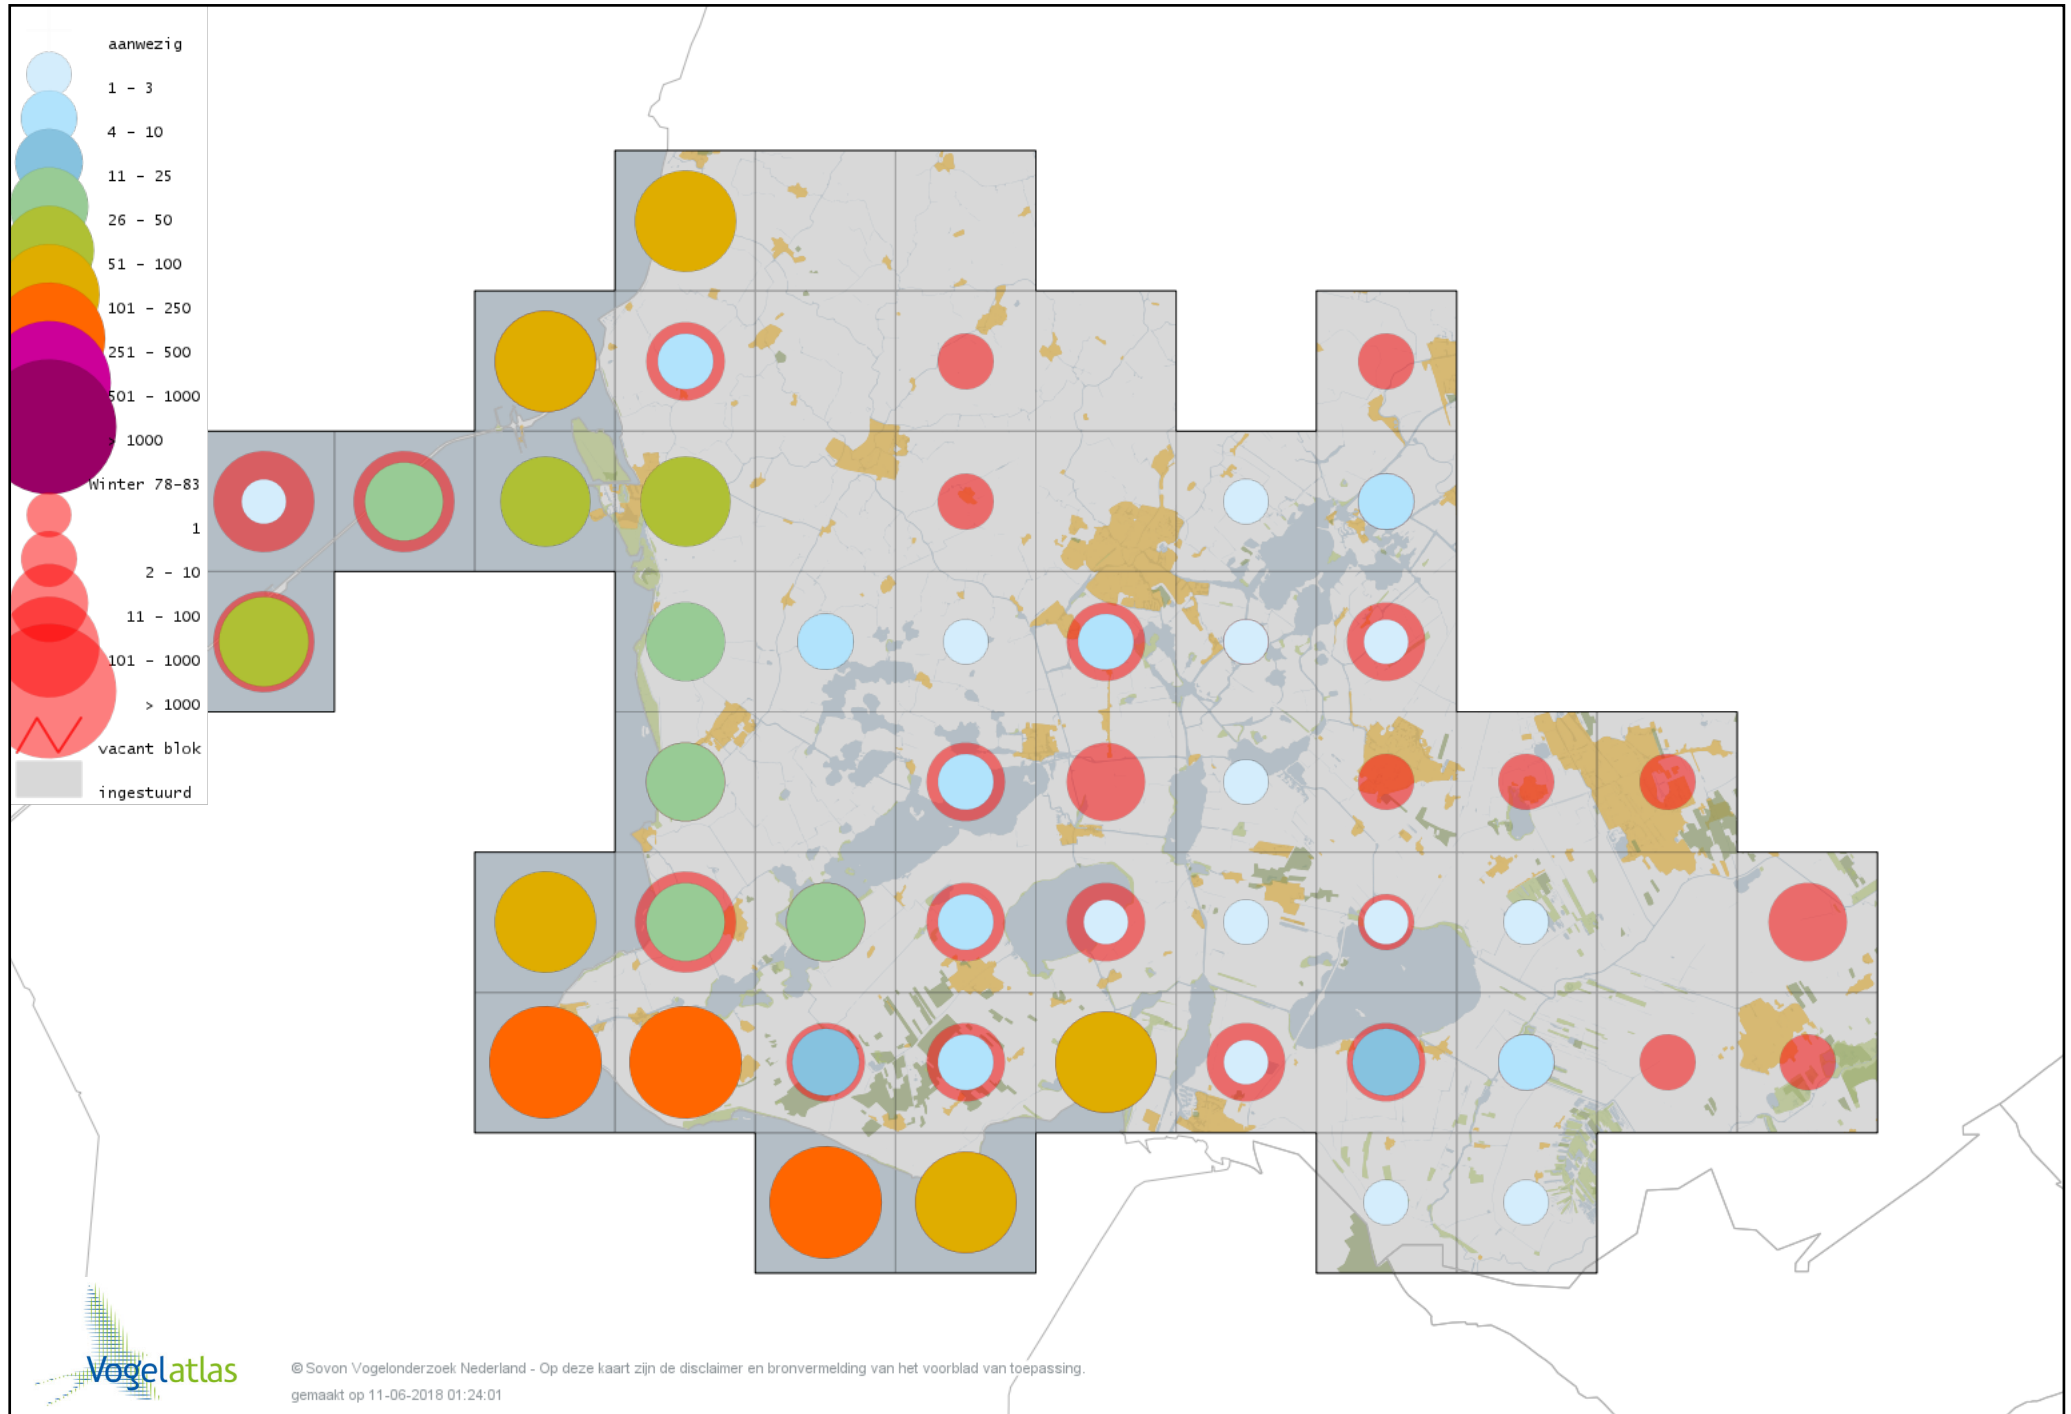 aanwezig
1 - 3
4 - 10
11 - 25
26 - 50
51 - 100
101 - 250
251 - 500
501 - 1000
> 1000
Winter 78-83
1
2 - 10
11 - 100
101 - 1000
> 1000
vacant blok
ingestuurd
Vogelatlas
© Sovon Vogelonderzoek Nederland - Op deze kaart zijn de disclaimer en bronvermelding van het voorblad van toepassing.
gemaakt op 11-06-2018 01:24:01